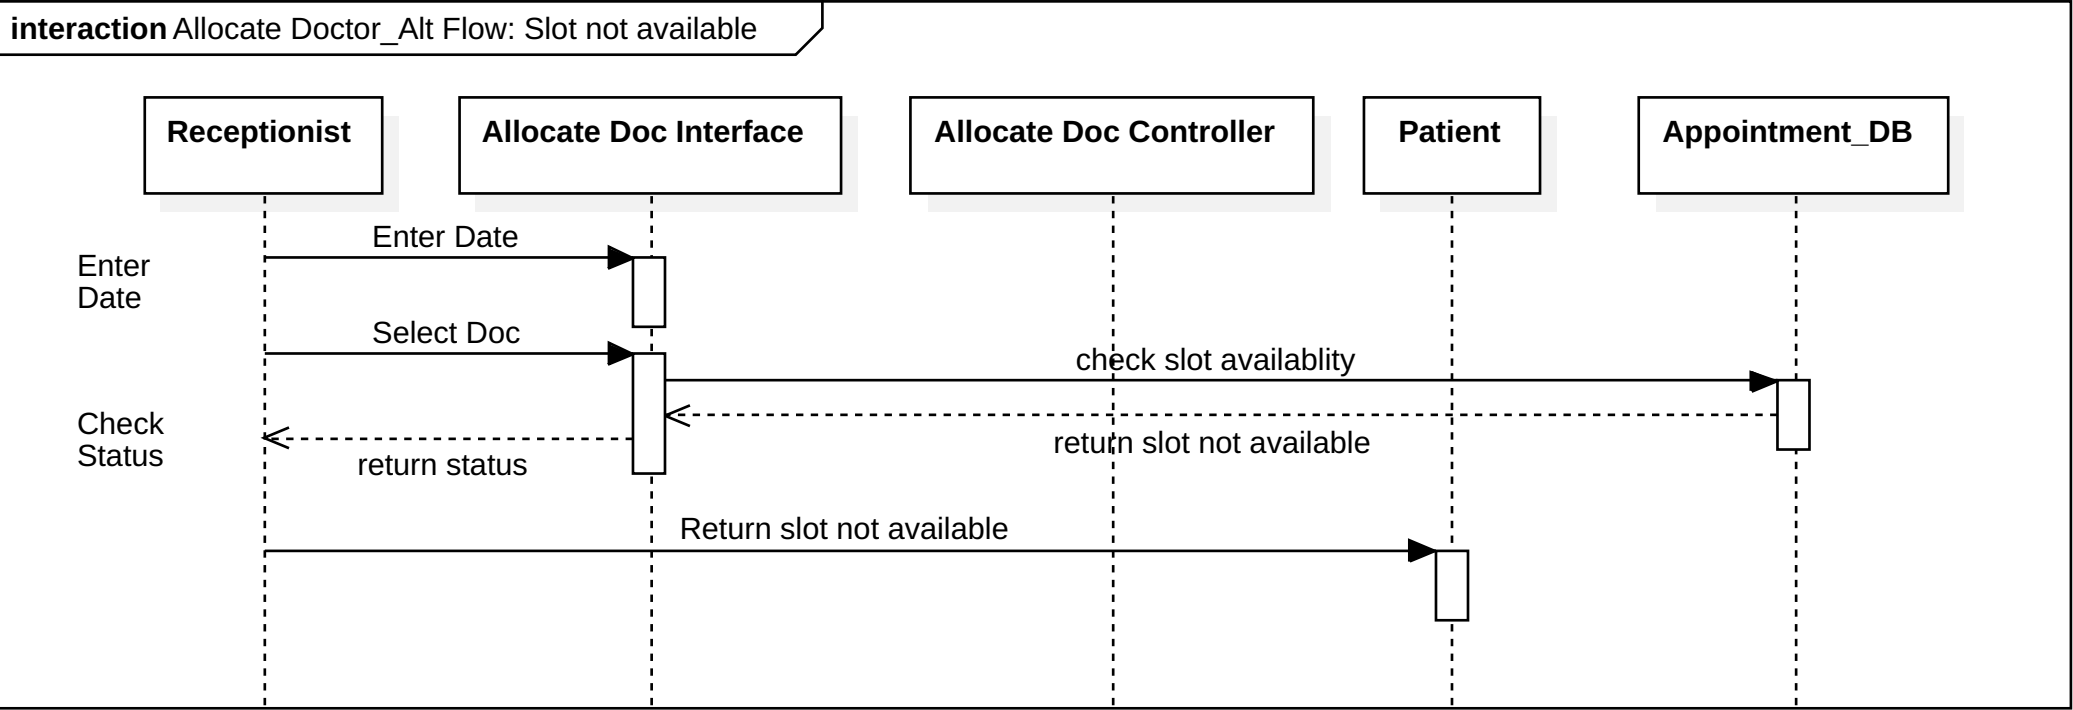 interaction Allocate Doctor_Alt Flow: Slot not available
Receptionist
Allocate Doc Interface
Allocate Doc Controller
Patient
Appointment_DB
Enter Date
Enter
Date
Select Doc
check slot availablity
Check
Status
return slot not available
return status
Return slot not available